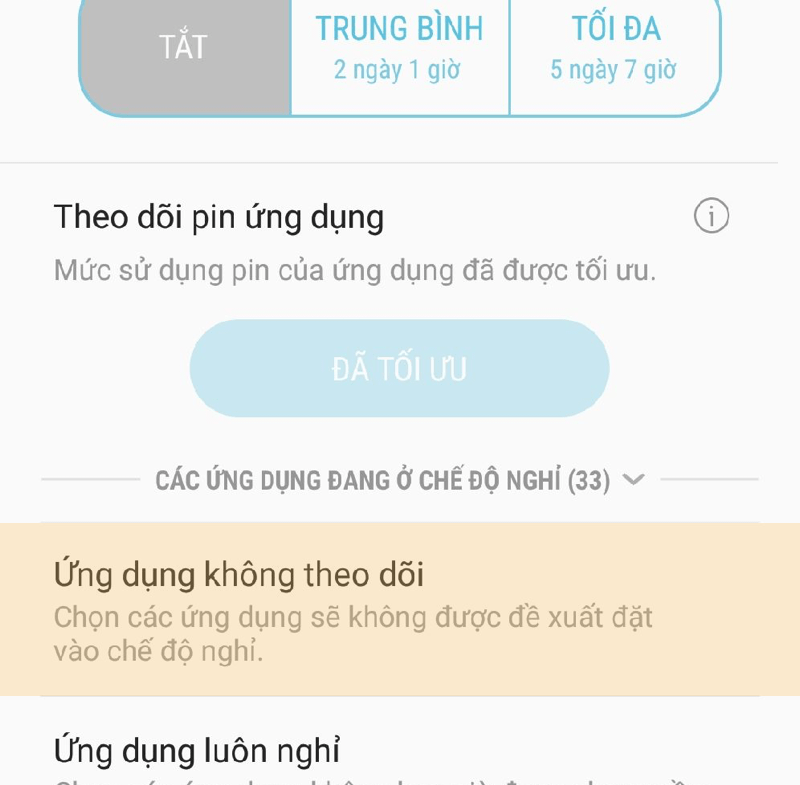 TẮT
TRUNG BÌNH
2 ngày 1 giờ
TỐI ĐA
5 ngày 7 giờ
Theo dõi pin ứng dụng
Mức sử dụng pin của ứng dụng đã được tối ưu.
ĐÃ TỐI ƯU
CÁC ỨNG DỤNG ĐANG Ở CHẾ ĐỘ NGHỈ (33)
Ứng dụng không theo dõi
Chọn các ứng dụng sẽ không được đề xuất đặt
vào chế độ nghỉ.
Ứng dụng luôn nghỉ